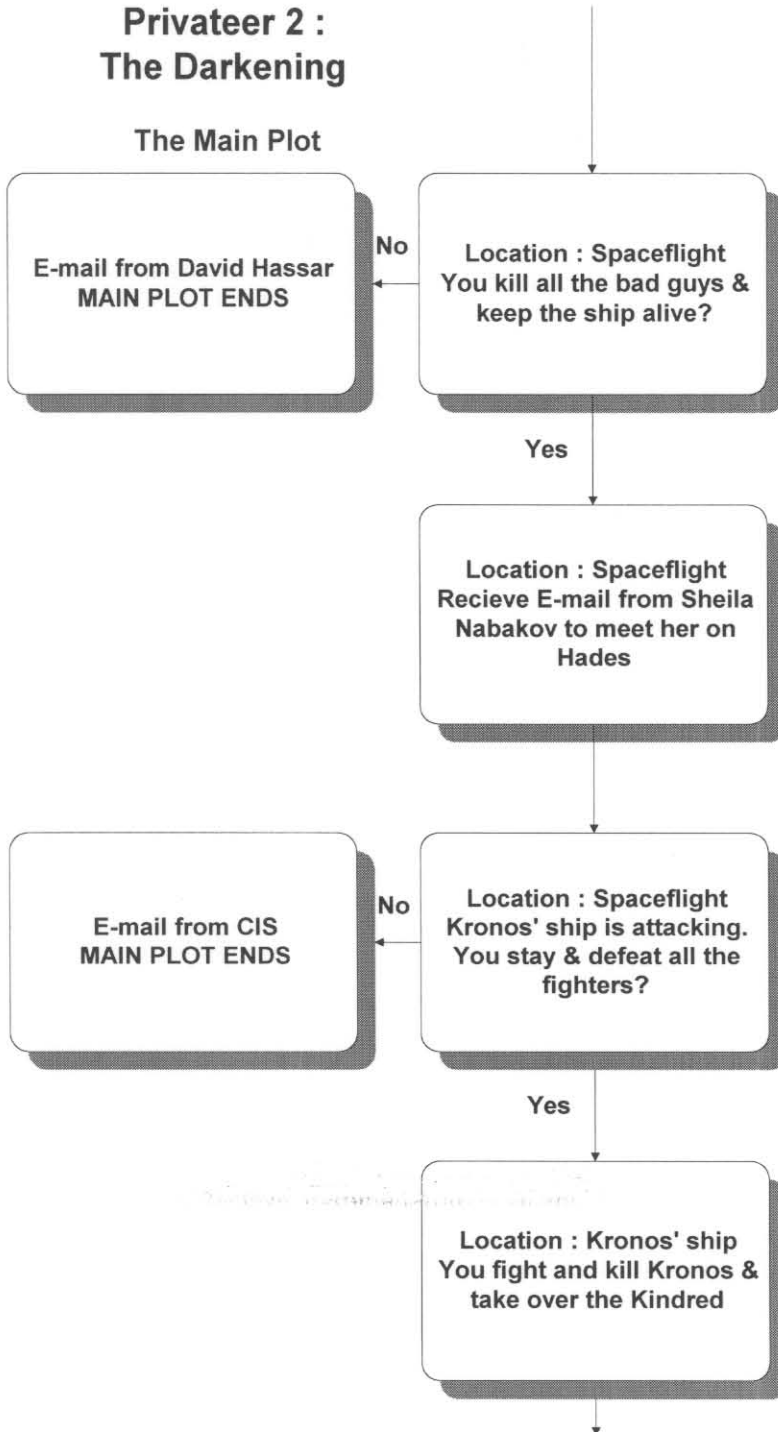 Privateer 2 :
The Darkening
The Main Plot
E-mail from David Hassar
MAIN PLOT ENDS
No
Location : Spaceflight
You kill all the bad guys &
keep the ship alive?
Yes
Location : Spaceflight
Recieve E-mail from Sheila
Nabakov to meet her on
Hades
E-mail from CIS
MAIN PLOT ENDS
No
Location : Spaceflight
Kronos' ship is attacking.
You stay & defeat all the
fighters?
Yes
Location : Kronos' ship
You fight and kill Kronos &
take over the Kindred